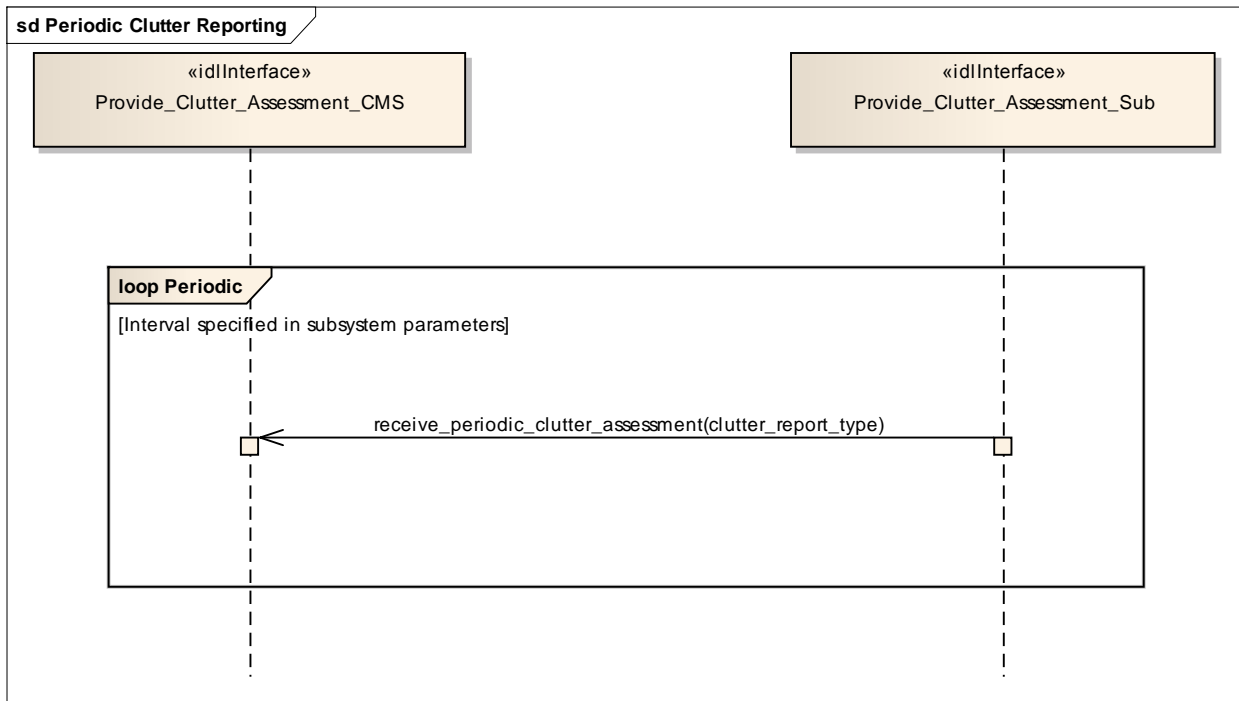 sd Periodic Clutter Reporting
«idlInterface»
Provide_Clutter_Assessment_CMS
«idlInterface»
Provide_Clutter_Assessment_Sub
loop Periodic
[Interval specified in subsystem parameters]
receive_periodic_clutter_assessment(clutter_report_type)